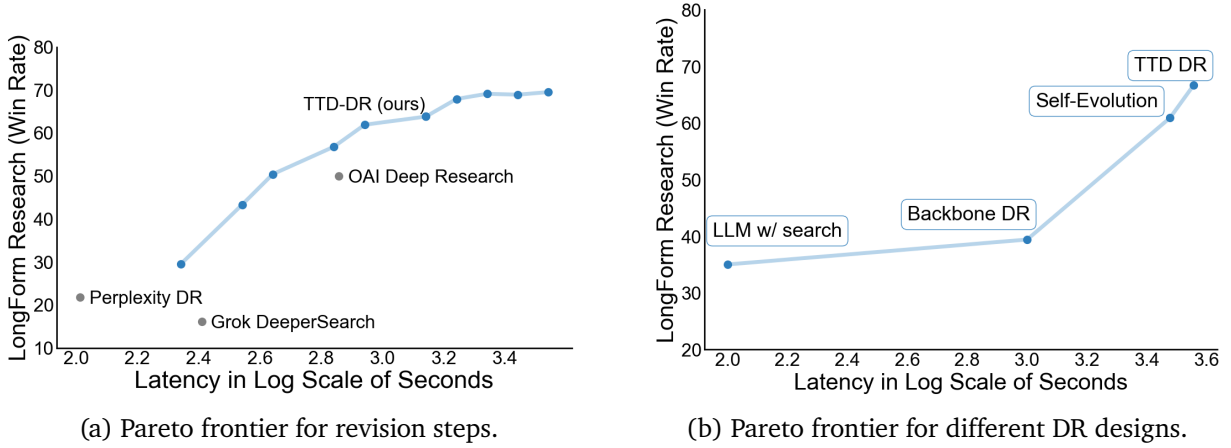 LongForm Research (Win Rate)
80
70
60
50
40
30
20
10
TTD-DR (ours)
OAI Deep Research
Perplexity DR
Grok DeeperSearch
2.0 2.2 2.4 2.6 2.8 3.0 3.2 3.4
Latency in Log Scale of Seconds
(a) Pareto frontier for revision steps.
LongForm Research (Win Rate)
80
70
60
50
40
30
20
TTD DR
Self-Evolution
Backbone DR
LLM w/ search
2.0 2.2 2.4 2.6 2.8 3.0 3.2 3.4 3.6
Latency in Log Scale of Seconds
(b) Pareto frontier for different DR designs.